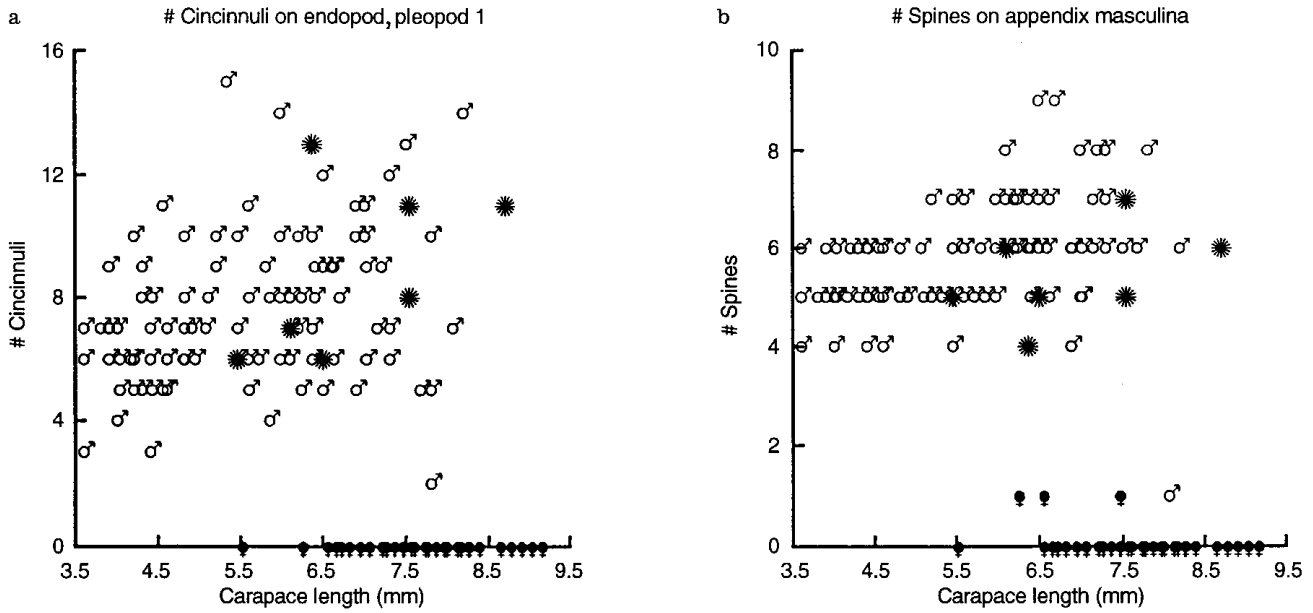 a
# Cincinnuli on endopod, pleopod 1
16
12
8
4
0
# Cincinnuli
3.5 4.5 5.5 6.5 7.5 8.5 9.5
Carapace length (mm)
b
# Spines on appendix masculina
10
8
6
4
2
0
# Spines
3.5 4.5 5.5 6.5 7.5 8.5 9.5
Carapace length (mm)